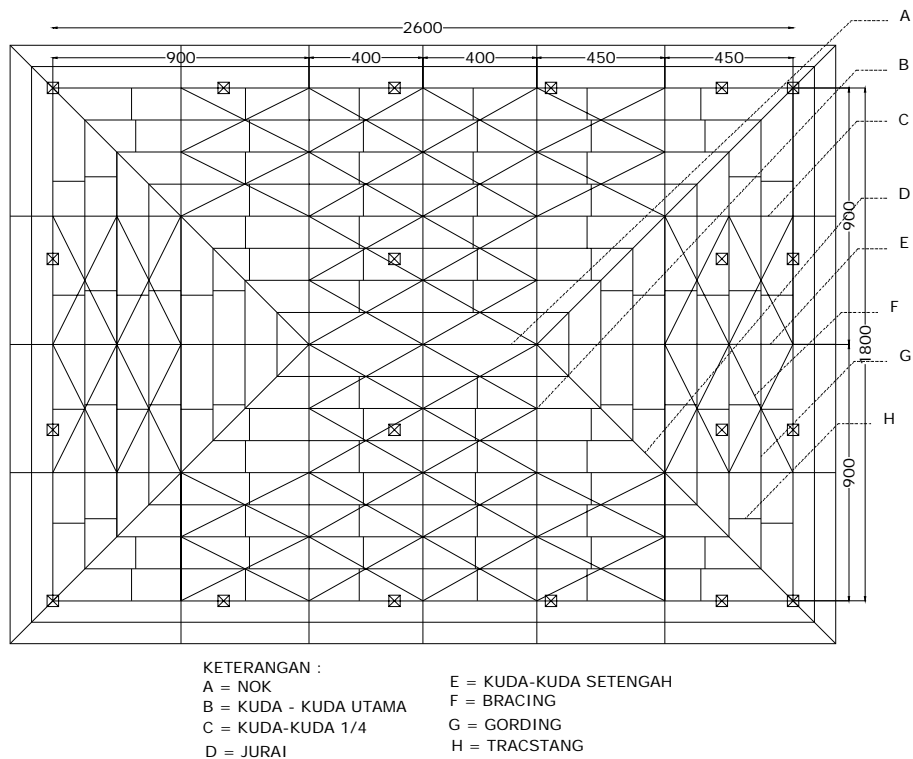 A
2600
900
400
400
450
450
B
C
D
900
E
F
1800
G
H
900
KETERANGAN :
A = NOK
B = KUDA - KUDA UTAMA
C = KUDA-KUDA 1/4
D = JURAI
E = KUDA-KUDA SETENGAH
F = BRACING
G = GORDING
H = TRACSTANG